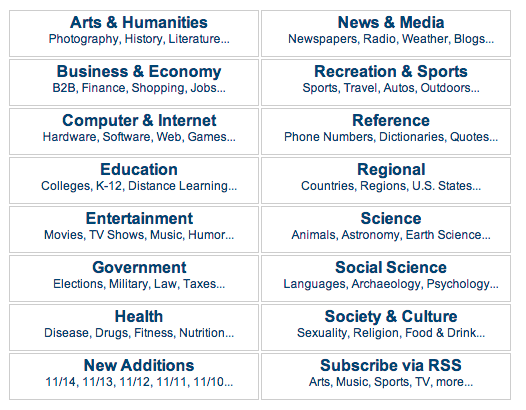 Arts & Humanities
Photography, History, Literature...
News & Media
Newspapers, Radio, Weather, Blogs...
Business & Economy
B2B, Finance, Shopping, Jobs...
Recreation & Sports
Sports, Travel, Autos, Outdoors...
Computer & Internet
Hardware, Software, Web, Games...
Reference
Phone Numbers, Dictionaries, Quotes...
Education
Colleges, K-12, Distance Learning...
Regional
Countries, Regions, U.S. States...
Entertainment
Movies, TV Shows, Music, Humor...
Science
Animals, Astronomy, Earth Science...
Government
Elections, Military, Law, Taxes...
Social Science
Languages, Archaeology, Psychology...
Health
Disease, Drugs, Fitness, Nutrition...
Society & Culture
Sexuality, Religion, Food & Drink...
New Additions
11/14, 11/13, 11/12, 11/11, 11/10...
Subscribe via RSS
Arts, Music, Sports, TV, more...